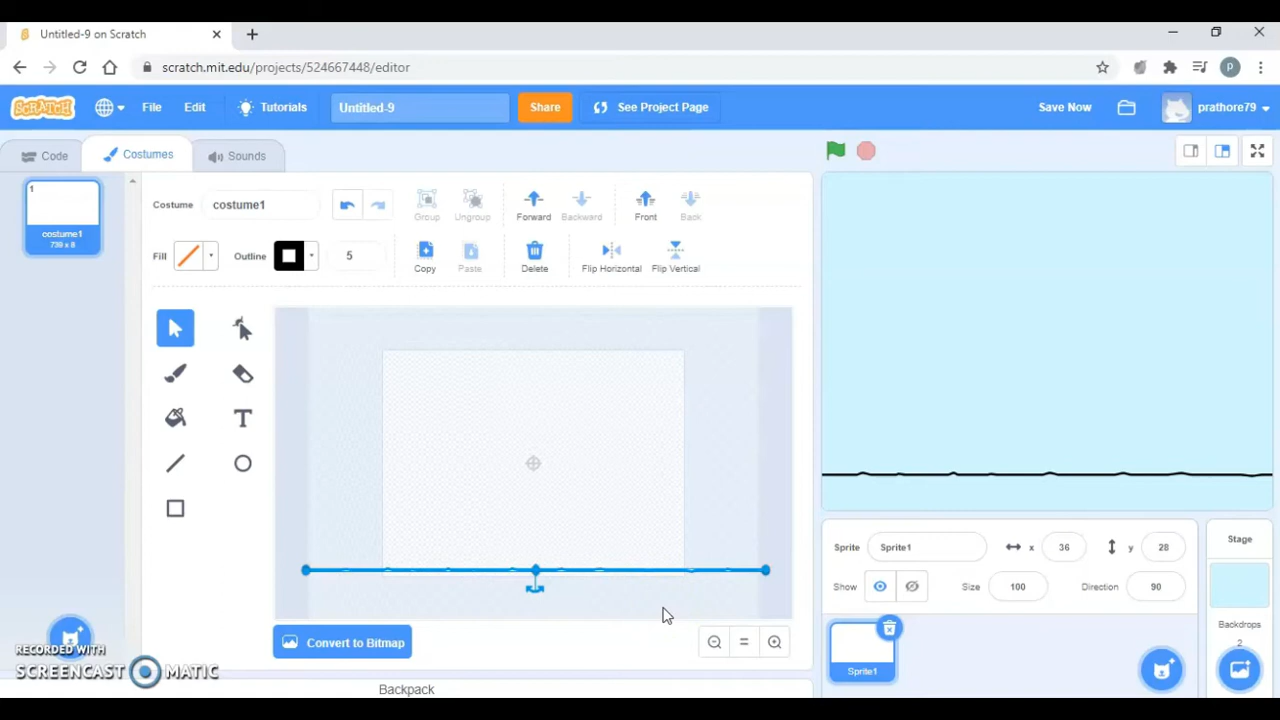 Untitled-9 on Scratch
scratch.mit.edu/projects/524667448/editor
P
SCRATCH
File
Edit
Tutorials
Untitled-9
Share
See Project Page
Save Now
prathore79
Code
Costumes
Sounds
1
costume1
739 x 8
Costume
costume1
Group
Ungroup
Forward
Backward
Front
Back
Fill
Outline
5
Copy
Paste
Delete
Flip Horizontal
Flip Vertical
T
Convert to Bitmap
Backpack
Sprite
Sprite1
x
36
y
28
Show
Size
100
Direction
90
Sprite1
Stage
Backdrops
2
RECORDED WITH
SCREENCAST MATIC